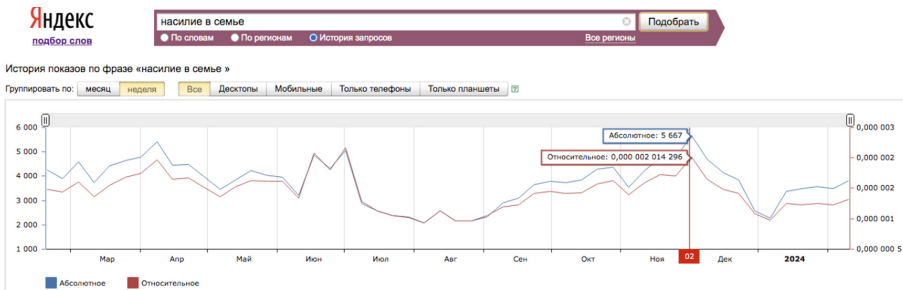 Яндекс
подбор слов
насилие в семье
Подобрать
По словам По регионам История запросов Все регионы
История показов по фразе «насилие в семье »
Группировать по: месяц неделя Все Десктопы Мобильные Только телефоны Только планшеты ?
6 000
5 000
4 000
3 000
2 000
1 000
Абсолютное: 5 667
Относительное: 0,000 002 014 296
0,000 003
0,000 002
0,000 002
0,000 001
0,000 000 5
Мар Апр Май Июн Июл Авг Сен Окт Ноя 02 Дек 2024
Абсолютное Относительное